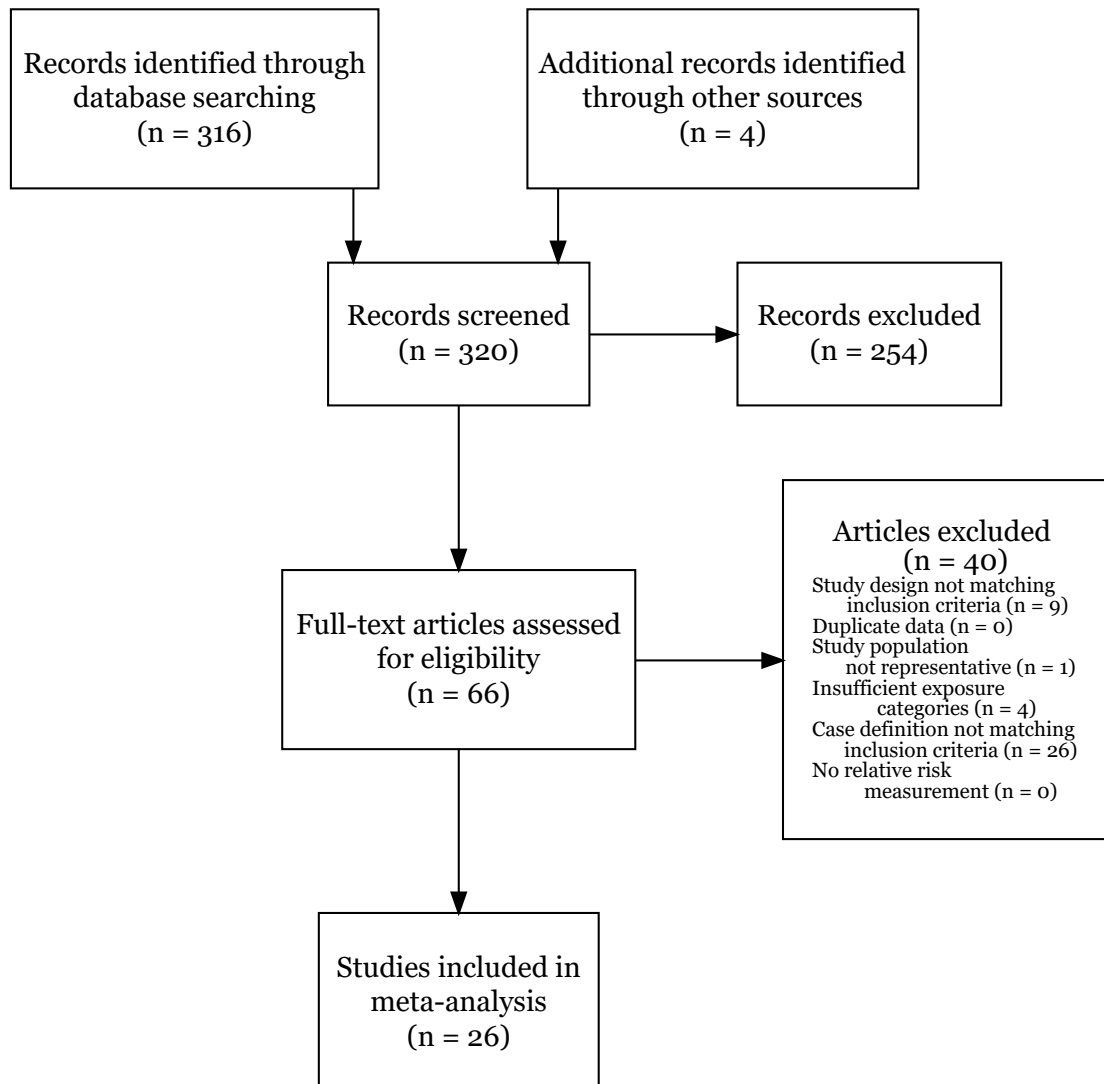 Records identified through
database searching
(n = 316)
Additional records identified
through other sources
(n = 4)
Records screened
(n = 320)
Records excluded
(n = 254)
Full-text articles assessed
for eligibility
(n = 66)
Articles excluded
(n = 40)
Study design not matching
inclusion criteria (n = 9)
Duplicate data (n = 0)
Study population
not representative (n = 1)
Insufficient exposure
categories (n = 4)
Case definition not matching
inclusion criteria (n = 26)
No relative risk
measurement (n = 0)
Studies included in
meta-analysis
(n = 26)